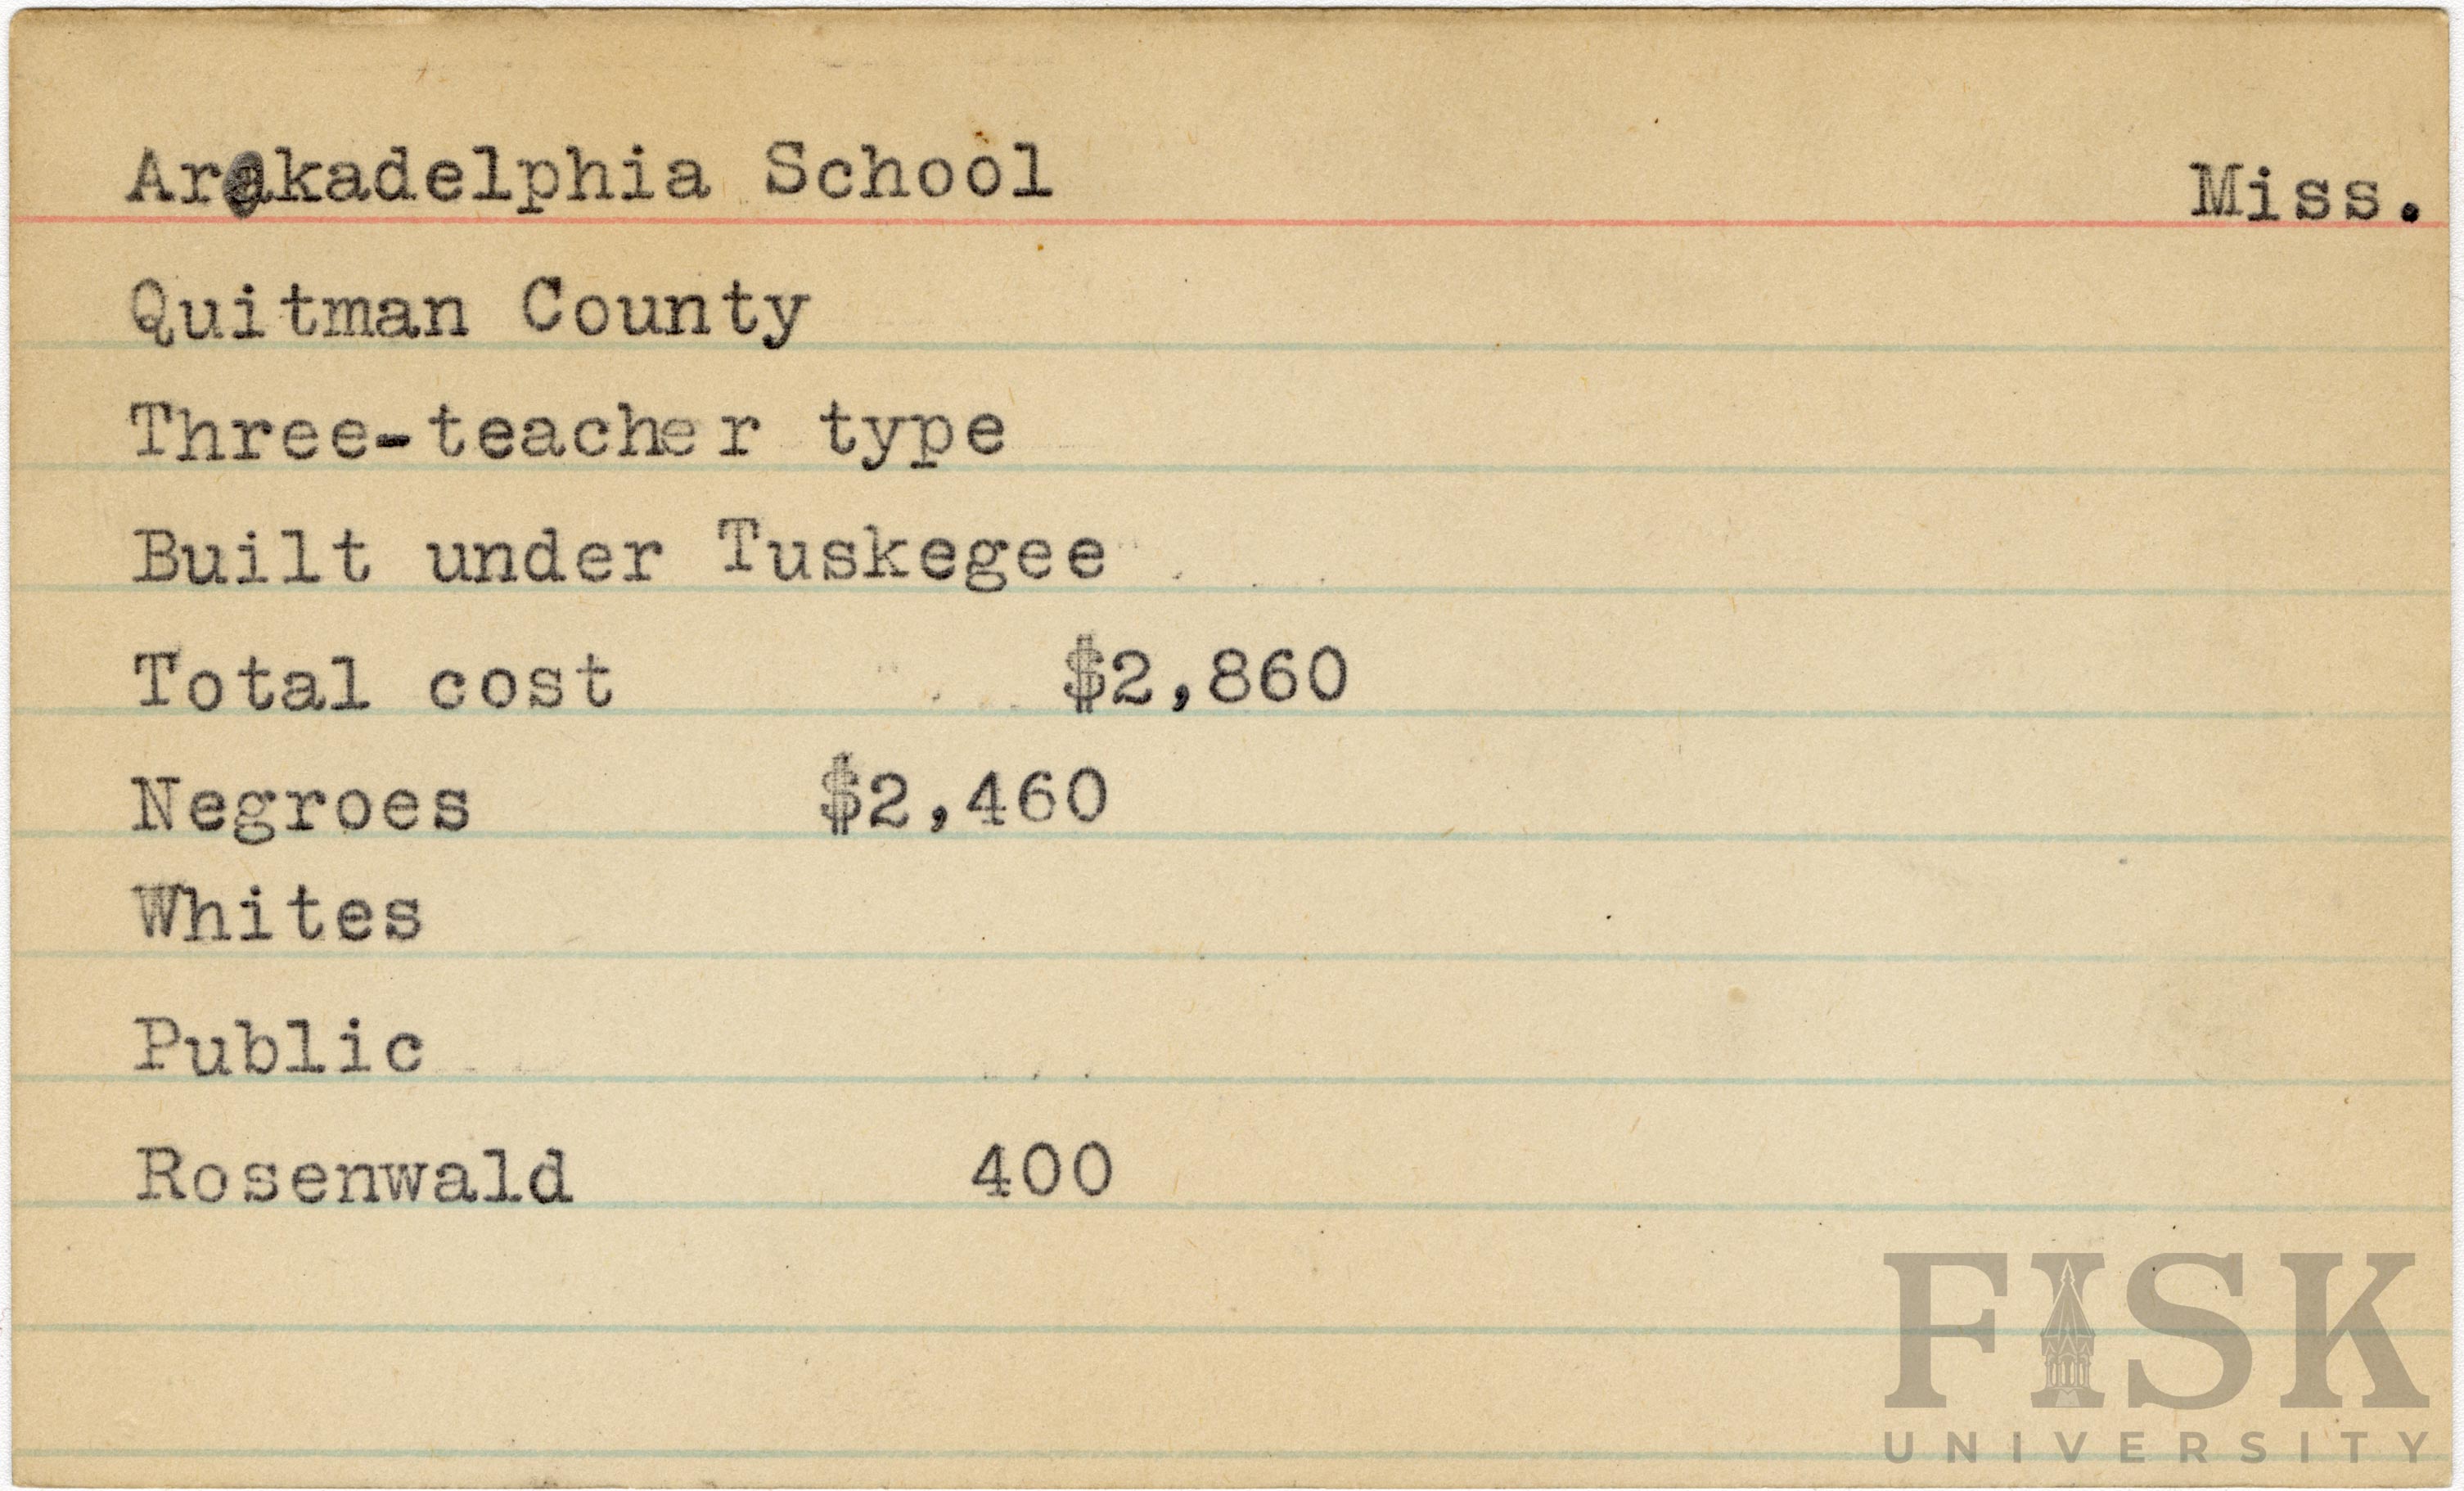 Arakadelphia School Miss.
Quitman County
Three-teacher type
Built under Tuskegee
Total cost $2,860
Negroes $2,460
Whites
Public
Rosenwald 400
FISK
UNIVERSITY